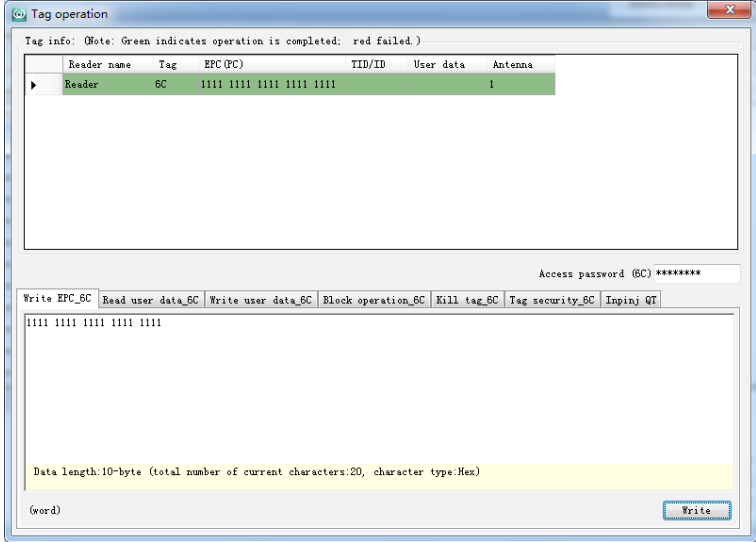 Tag operation
Tag info: (Note: Green indicates operation is completed; red failed.)
Reader name Tag EPC(PC) TID/ID User data Antenna
Reader 6C 1111 1111 1111 1111 1111 1
Access password (6C) ********
Write EPC_6C Read user data_6C Write user data_6C Block operation_6C Kill tag_6C Tag security_6C Inpinj QT
1111 1111 1111 1111 1111
Data length:10-byte (total number of current characters:20, character type:Hex)
(word) Write